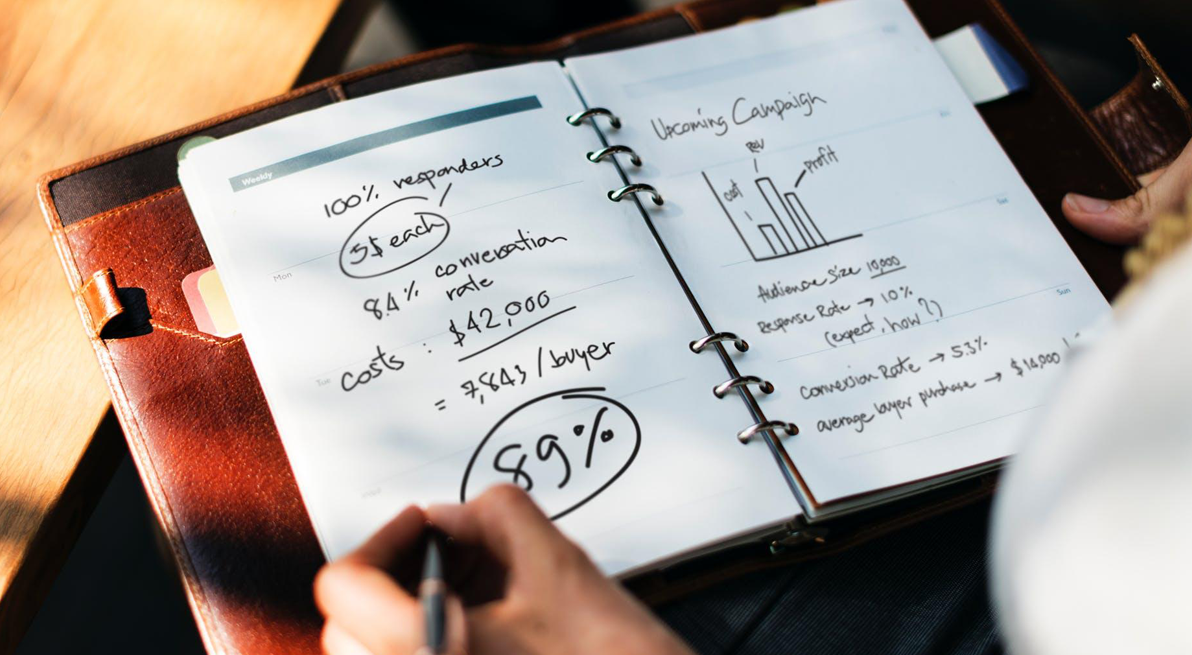 Weekly
100% responders
5$ each
Mon
8.4% conversation
rate
Tue
costs : $42,000
= 7,843/buyer
89%
Upcoming Campaign
Rev
cost
profit
Audience Size 10,000
Response Rate → 10%
(expect, how?)
Sun
Conversion Rate → 5.3%
average buyer purchase → $ 14,000